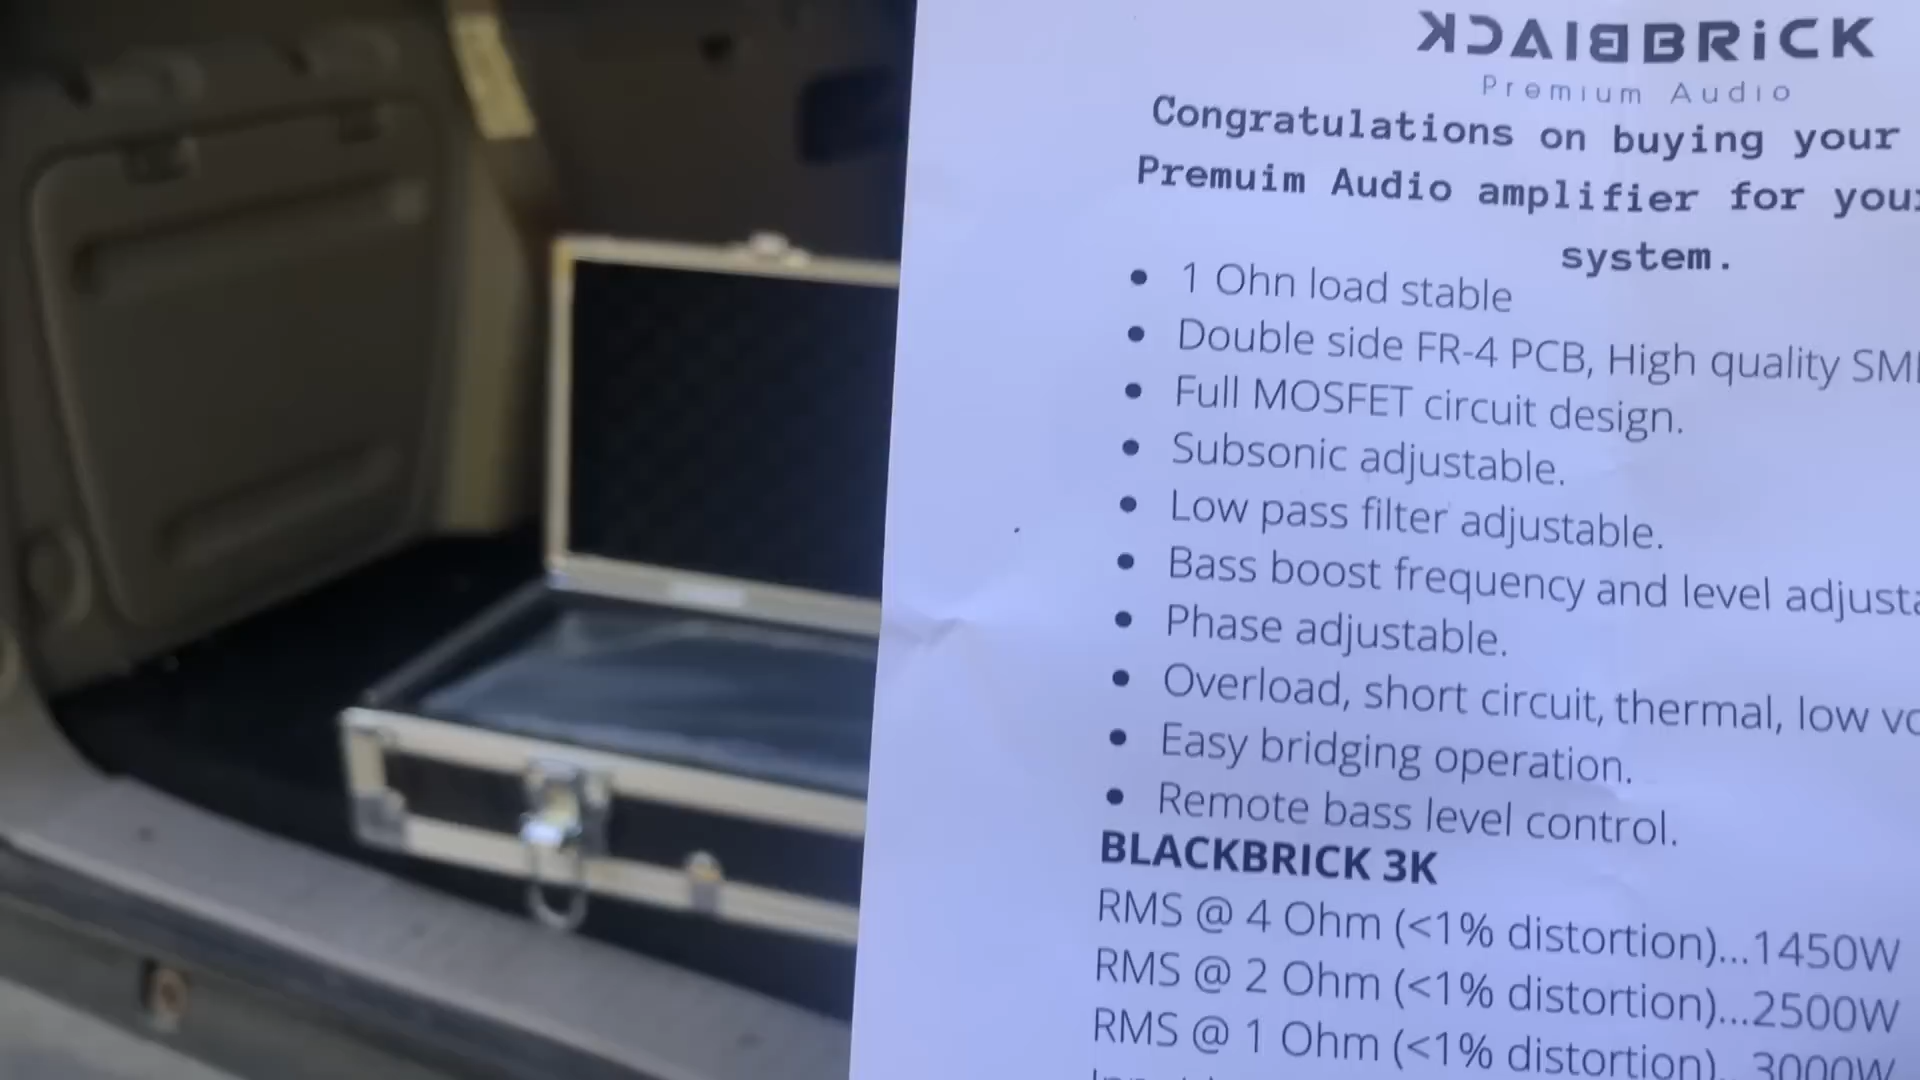 KCAlBBRiCK
Premium Audio
Congratulations on buying your
Premuim Audio amplifier for your
system.
• 1 Ohn load stable
• Double side FR-4 PCB, High quality SM
• Full MOSFET circuit design.
• Subsonic adjustable.
• Low pass filter adjustable.
• Bass boost frequency and level adjusta
• Phase adjustable.
• Overload, short circuit, thermal, low vo
• Easy bridging operation.
• Remote bass level control.
BLACKBRICK 3K
RMS @ 4 Ohm (<1% distortion)...1450W
RMS @ 2 Ohm (<1% distortion)...2500W
RMS @ 1 Ohm (<1% distortion)...3000W